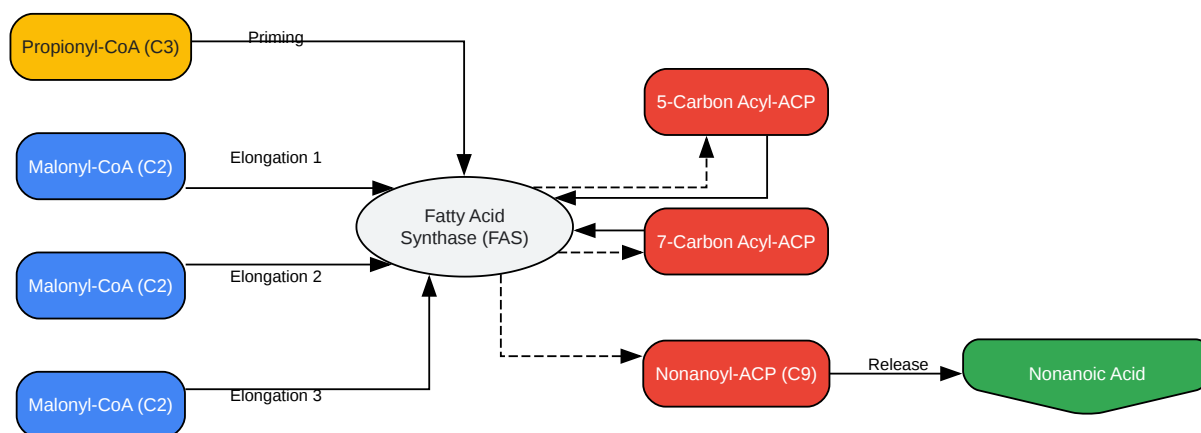 Propionyl-CoA (C3)
Priming
5-Carbon Acyl-ACP
Malonyl-CoA (C2)
Elongation 1
Fatty Acid
Synthase (FAS)
7-Carbon Acyl-ACP
Malonyl-CoA (C2)
Elongation 2
Malonyl-CoA (C2)
Elongation 3
Nonanoyl-ACP (C9)
Release
Nonanoic Acid